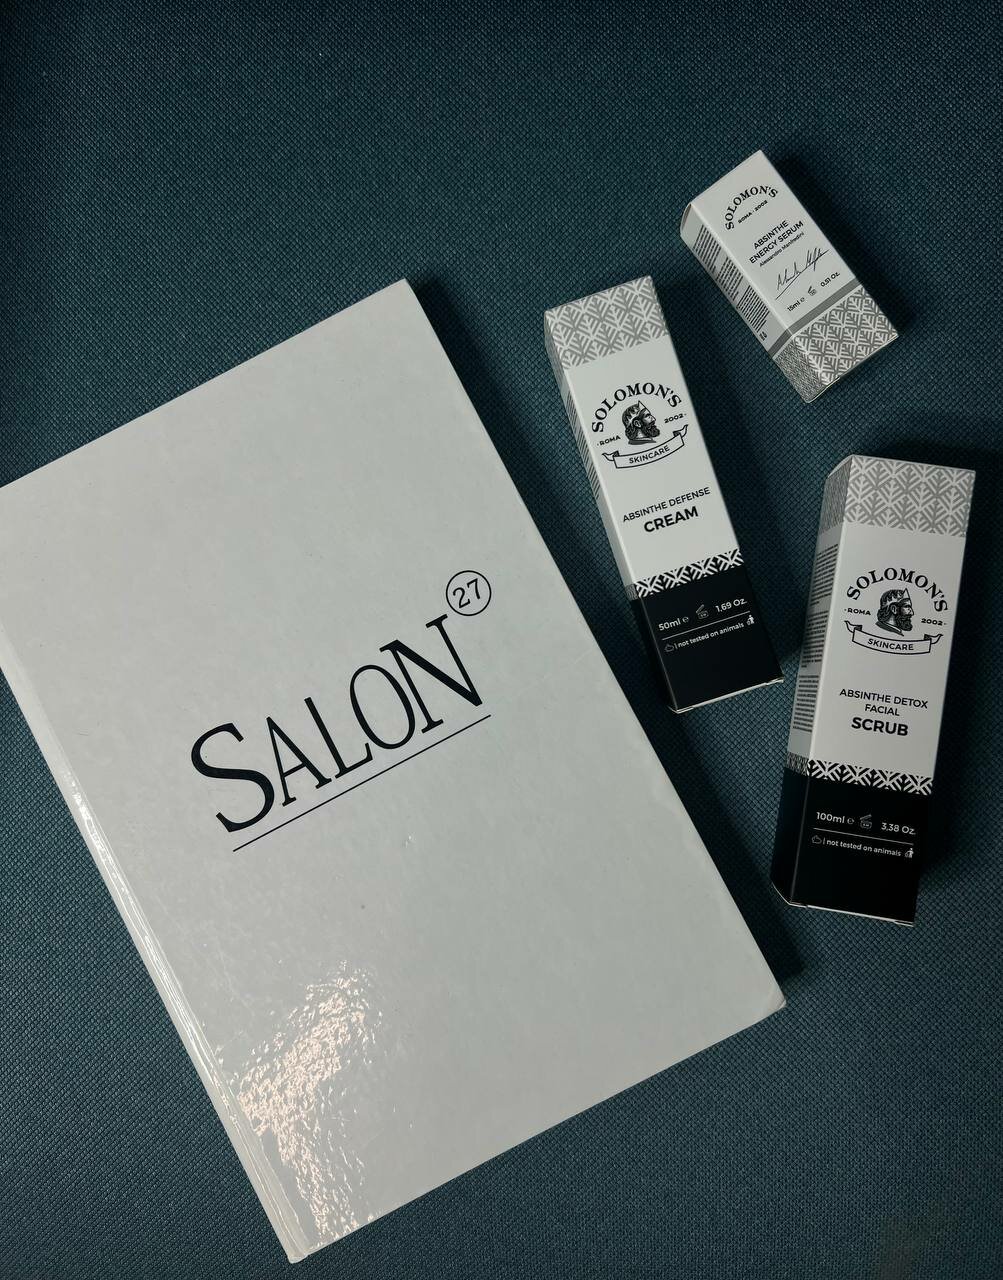 SALON
27
SOLOMON'S
·ROMA 2002·
SKINCARE
ABSINTHE DEFENSE
CREAM
50ml ℮ 1,69 Oz.
not tested on animals
SOLOMON'S
ROMA · 2002
ABSINTHE
ENERGY SERUM
Alessandro Manfredini
15ml ℮ 0,51 Oz.
SOLOMON'S
·ROMA 2002·
SKINCARE
ABSINTHE DETOX
FACIAL
SCRUB
100ml ℮ 3,38 Oz.
not tested on animals